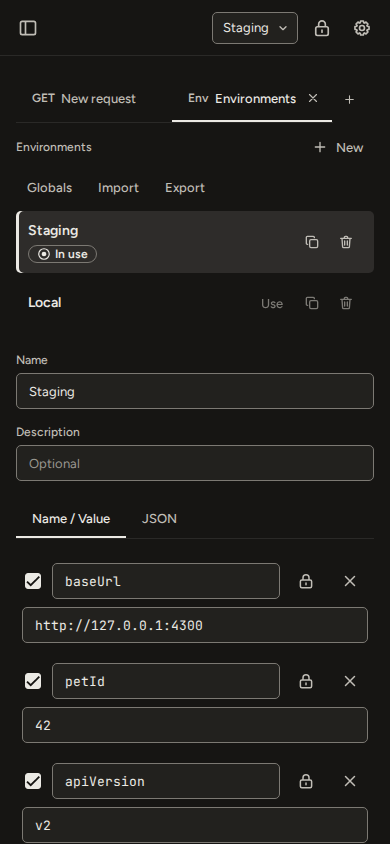 Staging
GET New request
Env Environments
Environments
New
Globals Import Export
Staging
In use
Local
Use
Name
Staging
Description
Optional
Name / Value JSON
baseUrl
http://127.0.0.1:4300
petId
42
apiVersion
v2